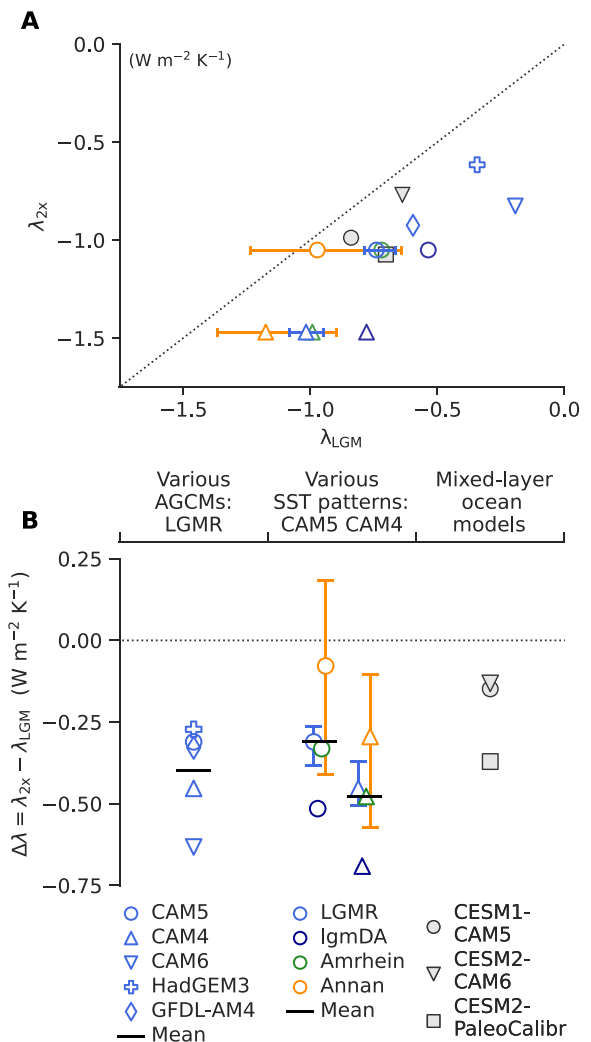 A
(W m⁻² K⁻¹)
0.0
−0.5
−1.0
−1.5
λ2x
−1.5
−1.0
−0.5
0.0
λLGM
Various
AGCMs:
LGMR
Various
SST patterns:
CAM5 CAM4
Mixed-layer
ocean
models
B
0.25
0.00
−0.25
−0.50
−0.75
Δλ = λ2x − λLGM (W m⁻² K⁻¹)
CAM5
CAM4
CAM6
HadGEM3
GFDL-AM4
Mean
LGMR
lgmDA
Amrhein
Annan
Mean
CESM1-
CAM5
CESM2-
CAM6
CESM2-
PaleoCalibr